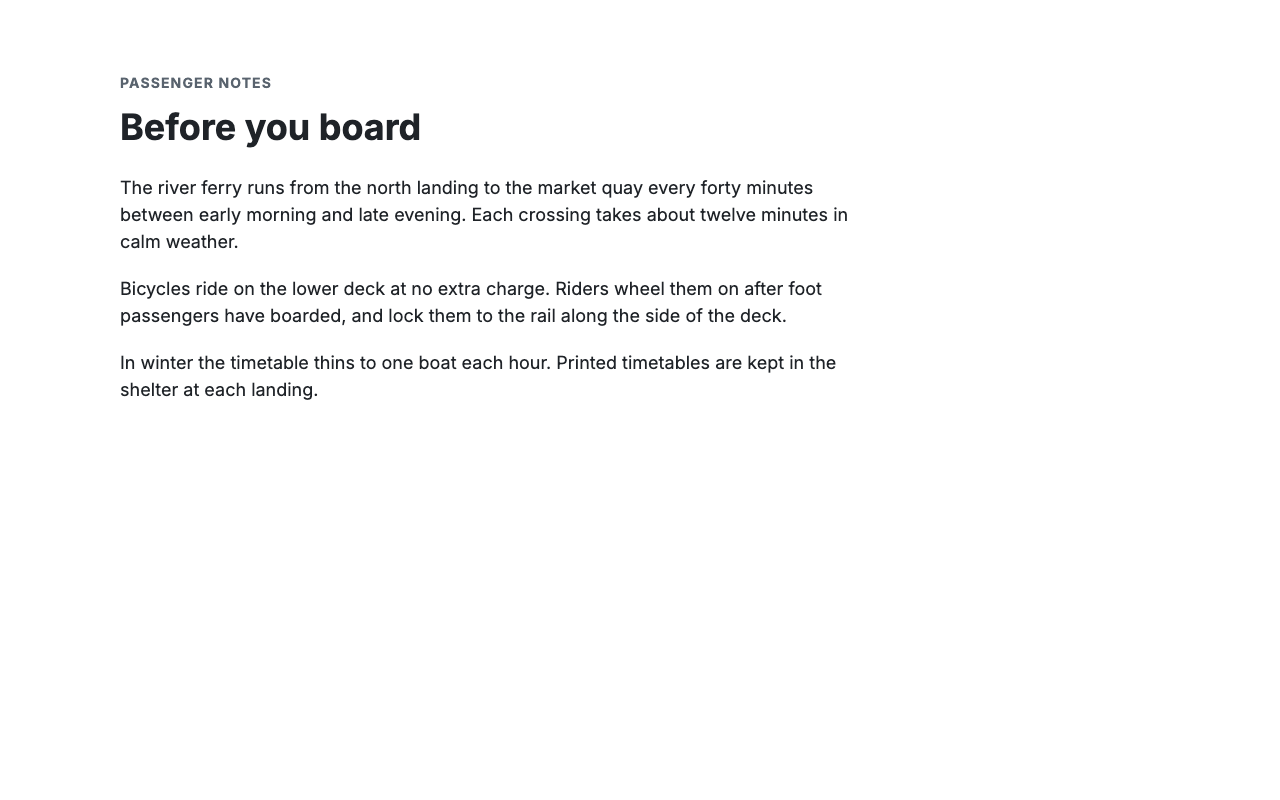 PASSENGER NOTES
Before you board
The river ferry runs from the north landing to the market quay every forty minutes
between early morning and late evening. Each crossing takes about twelve minutes in
calm weather.
Bicycles ride on the lower deck at no extra charge. Riders wheel them on after foot
passengers have boarded, and lock them to the rail along the side of the deck.
In winter the timetable thins to one boat each hour. Printed timetables are kept in the
shelter at each landing.